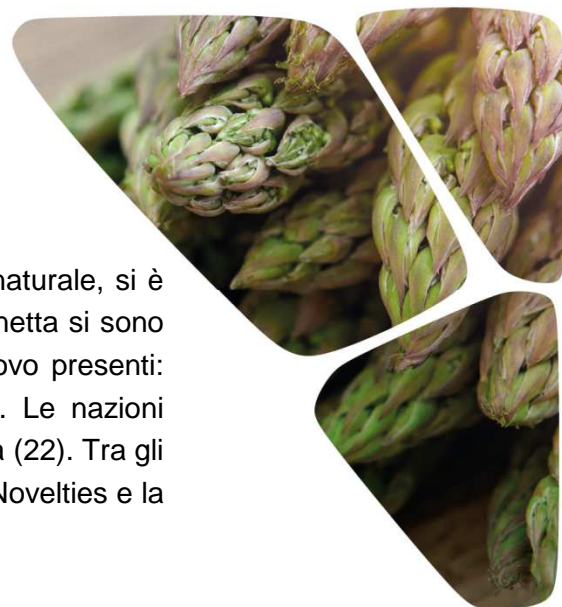 naturale, si è
netta si sono
ovo presenti:
. Le nazioni
a (22). Tra gli
Novelties e la